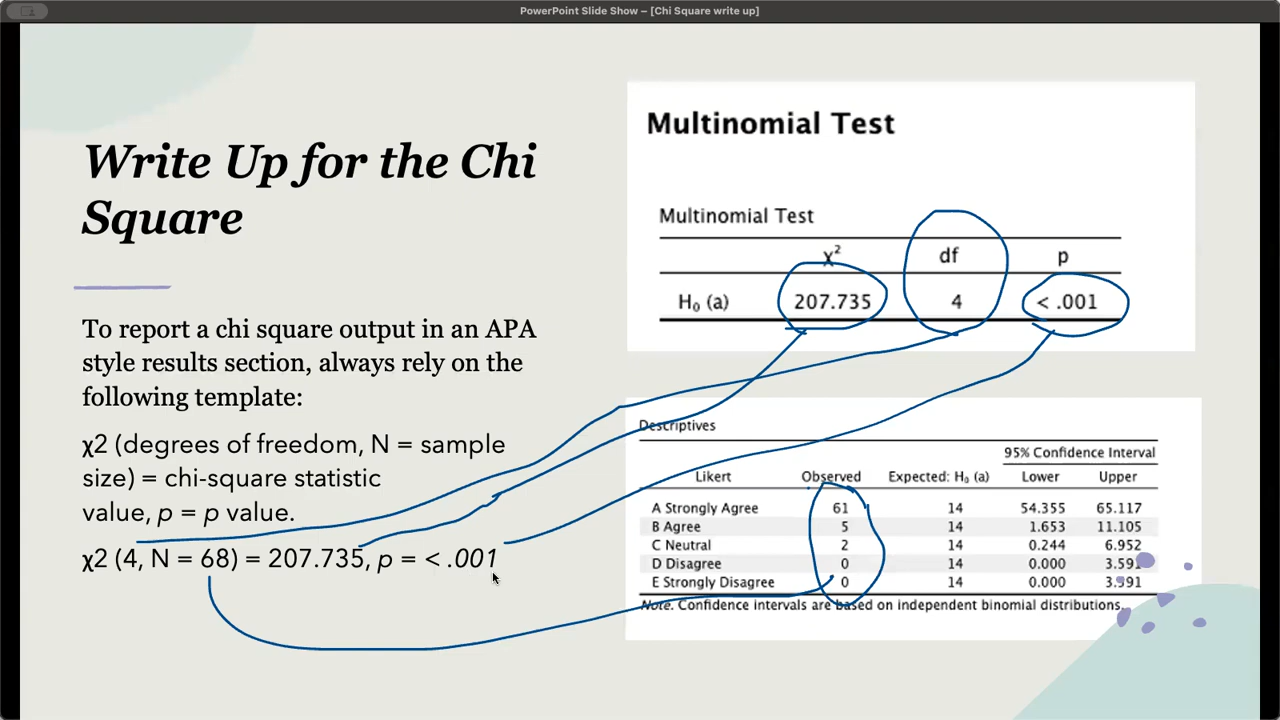 PowerPoint Slide Show – [Chi Square write up]
Write Up for the Chi
Square
To report a chi square output in an APA
style results section, always rely on the
following template:
χ2 (degrees of freedom, N = sample
size) = chi-square statistic
value, p = p value.
χ2 (4, N = 68) = 207.735, p = < .001
Multinomial Test
Multinomial Test
χ² df p
H₀ (a) 207.735 4 < .001
Descriptives
95% Confidence Interval
Likert Observed Expected: H₀ (a) Lower Upper
A Strongly Agree 61 14 54.355 65.117
B Agree 5 14 1.653 11.105
C Neutral 2 14 0.244 6.952
D Disagree 0 14 0.000 3.591
E Strongly Disagree 0 14 0.000 3.591
Note. Confidence intervals are based on independent binomial distributions.